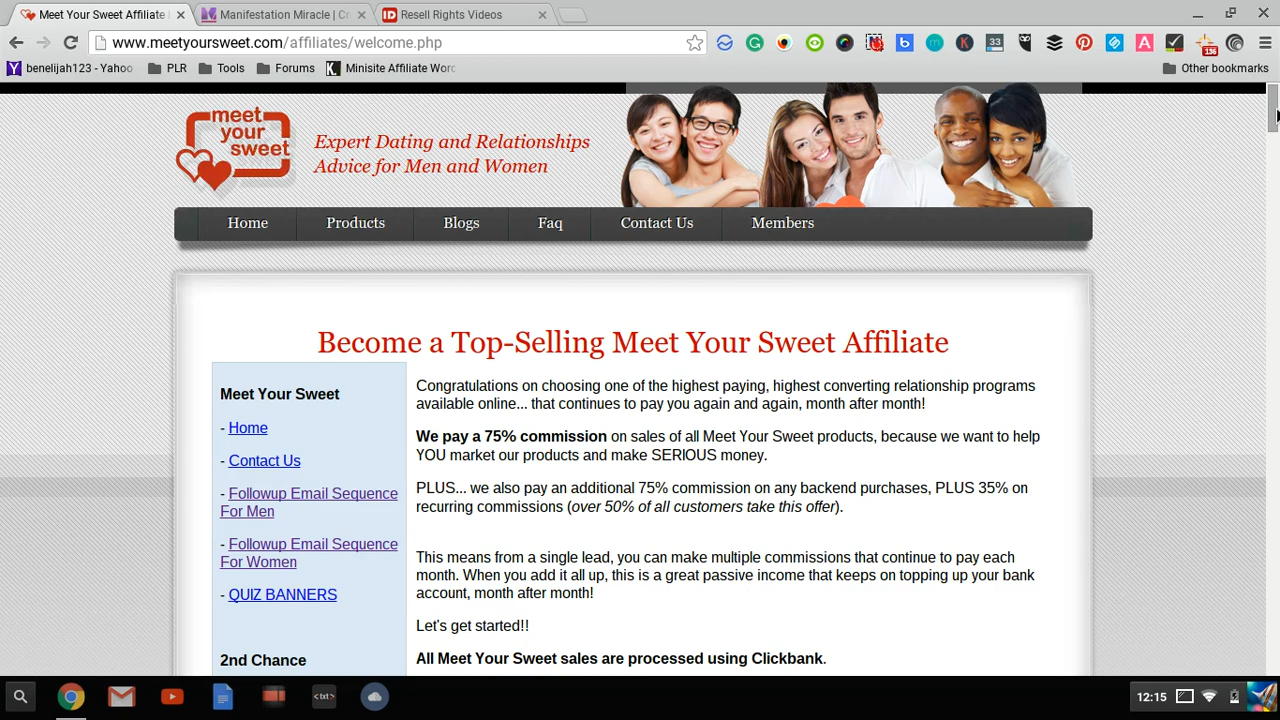 Meet Your Sweet Affiliate
Manifestation Miracle | Cr
Resell Rights Videos
www.meetyoursweet.com/affiliates/welcome.php
33
136
benelijah123 - Yahoo
PLR
Tools
Forums
Minisite Affiliate Word
Other bookmarks
meet
your
sweet
Expert Dating and Relationships
Advice for Men and Women
Home
Products
Blogs
Faq
Contact Us
Members
Become a Top-Selling Meet Your Sweet Affiliate
Meet Your Sweet
- Home
- Contact Us
- Followup Email Sequence
For Men
- Followup Email Sequence
For Women
- QUIZ BANNERS
2nd Chance
Congratulations on choosing one of the highest paying, highest converting relationship programs
available online... that continues to pay you again and again, month after month!
We pay a 75% commission on sales of all Meet Your Sweet products, because we want to help
YOU market our products and make SERIOUS money.
PLUS... we also pay an additional 75% commission on any backend purchases, PLUS 35% on
recurring commissions (over 50% of all customers take this offer).
This means from a single lead, you can make multiple commissions that continue to pay each
month. When you add it all up, this is a great passive income that keeps on topping up your bank
account, month after month!
Let's get started!!
All Meet Your Sweet sales are processed using Clickbank.
<txt>
12:15